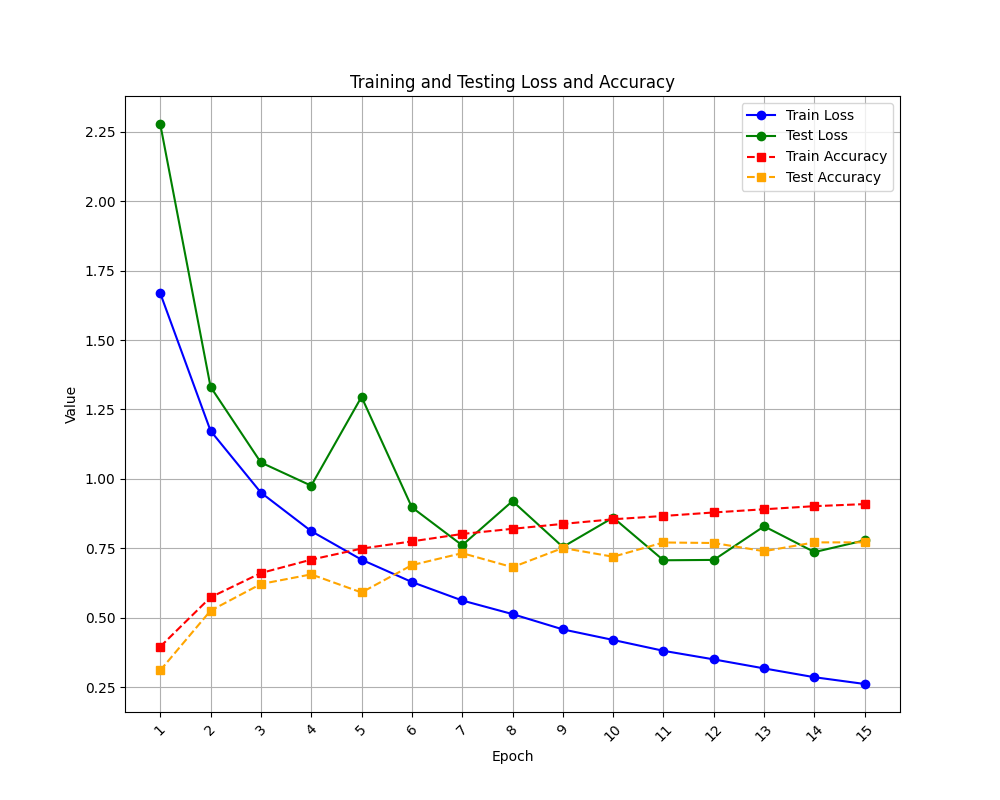 Training and Testing Loss and Accuracy
Train Loss
Test Loss
Train Accuracy
Test Accuracy
2.25
2.00
1.75
1.50
1.25
1.00
0.75
0.50
0.25
Value
1 2 3 4 5 6 7 8 9 10 11 12 13 14 15
Epoch